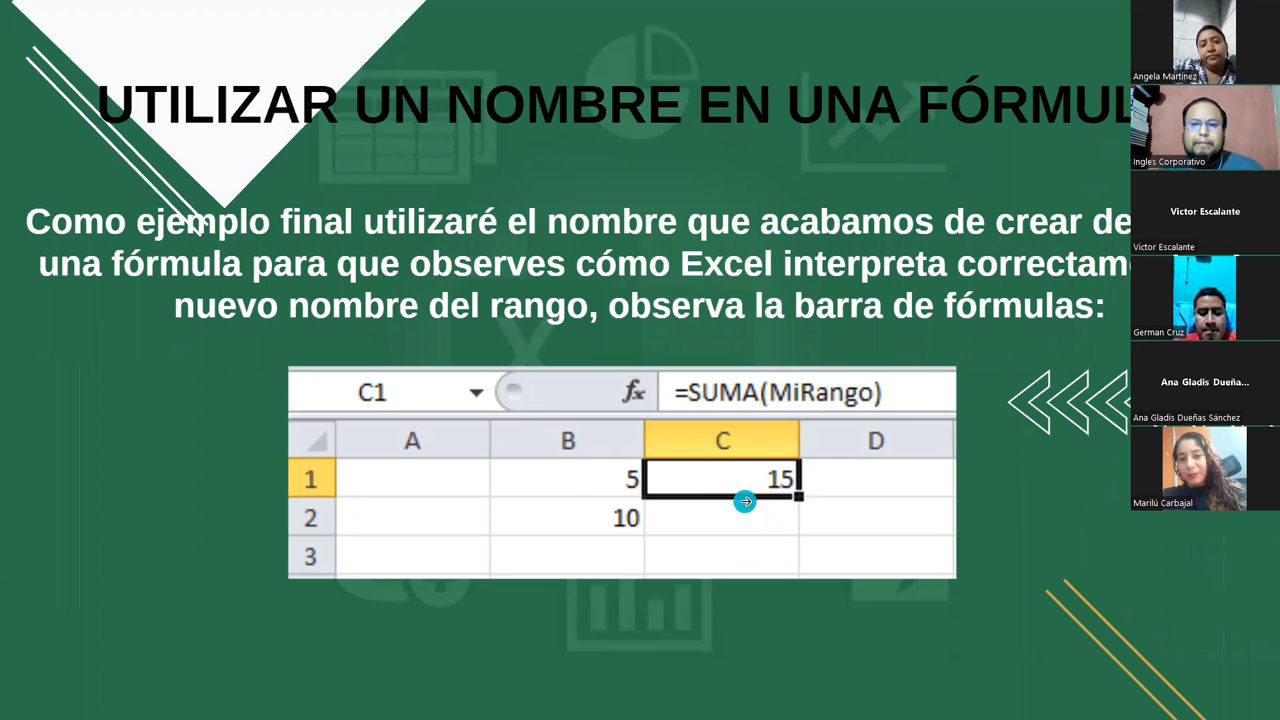 UTILIZAR UN NOMBRE EN UNA
Como ejemplo final utilizaré el nombre que acabamos de crear
una fórmula para que observes cómo Excel interpreta
nuevo nombre del rango, observa la barra de fórmulas:
C1 fx =SUMA(MiRango)
A B C D
1 5 15
2 10
3
Angela Martinez
Ingles Corporativo
Victor Escalante
Victor Escalante
German Cruz
Ana Gladis Dueña...
Ana Gladis Dueñas Sánchez
Marilú Carbajal